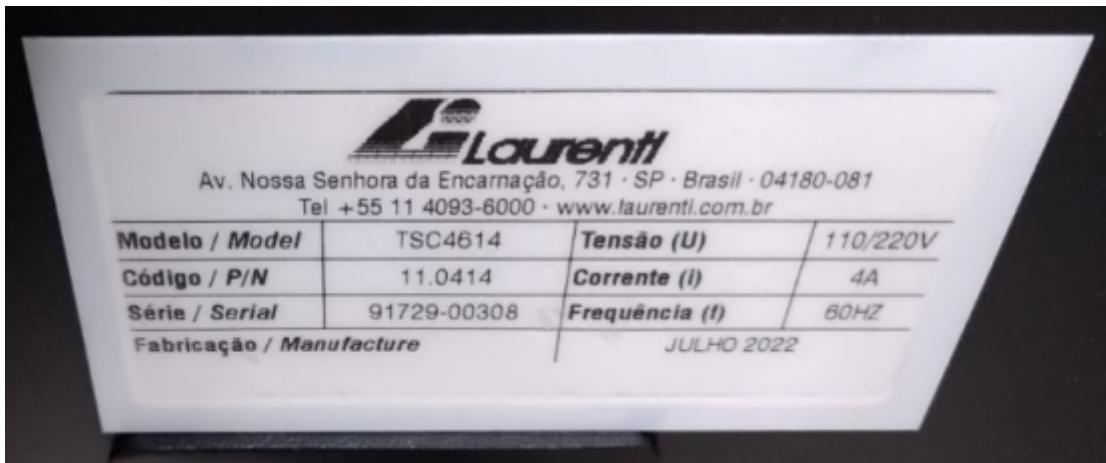 Laurenti
Av. Nossa Senhora da Encarnação, 731 · SP · Brasil · 04180-081
Tel +55 11 4093-6000 · www.laurenti.com.br
Modelo / Model TSC4614 Tensão (U) 110/220V
Código / P/N 11.0414 Corrente (i) 4A
Série / Serial 91729-00308 Frequência (f) 60HZ
Fabricação / Manufacture JULHO 2022